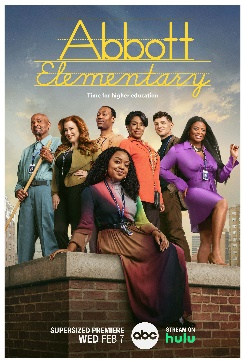 Abbott
Elementary
Time for higher education
SUPERSIZED PREMIERE
WED FEB 7
abc
STREAM ON
hulu